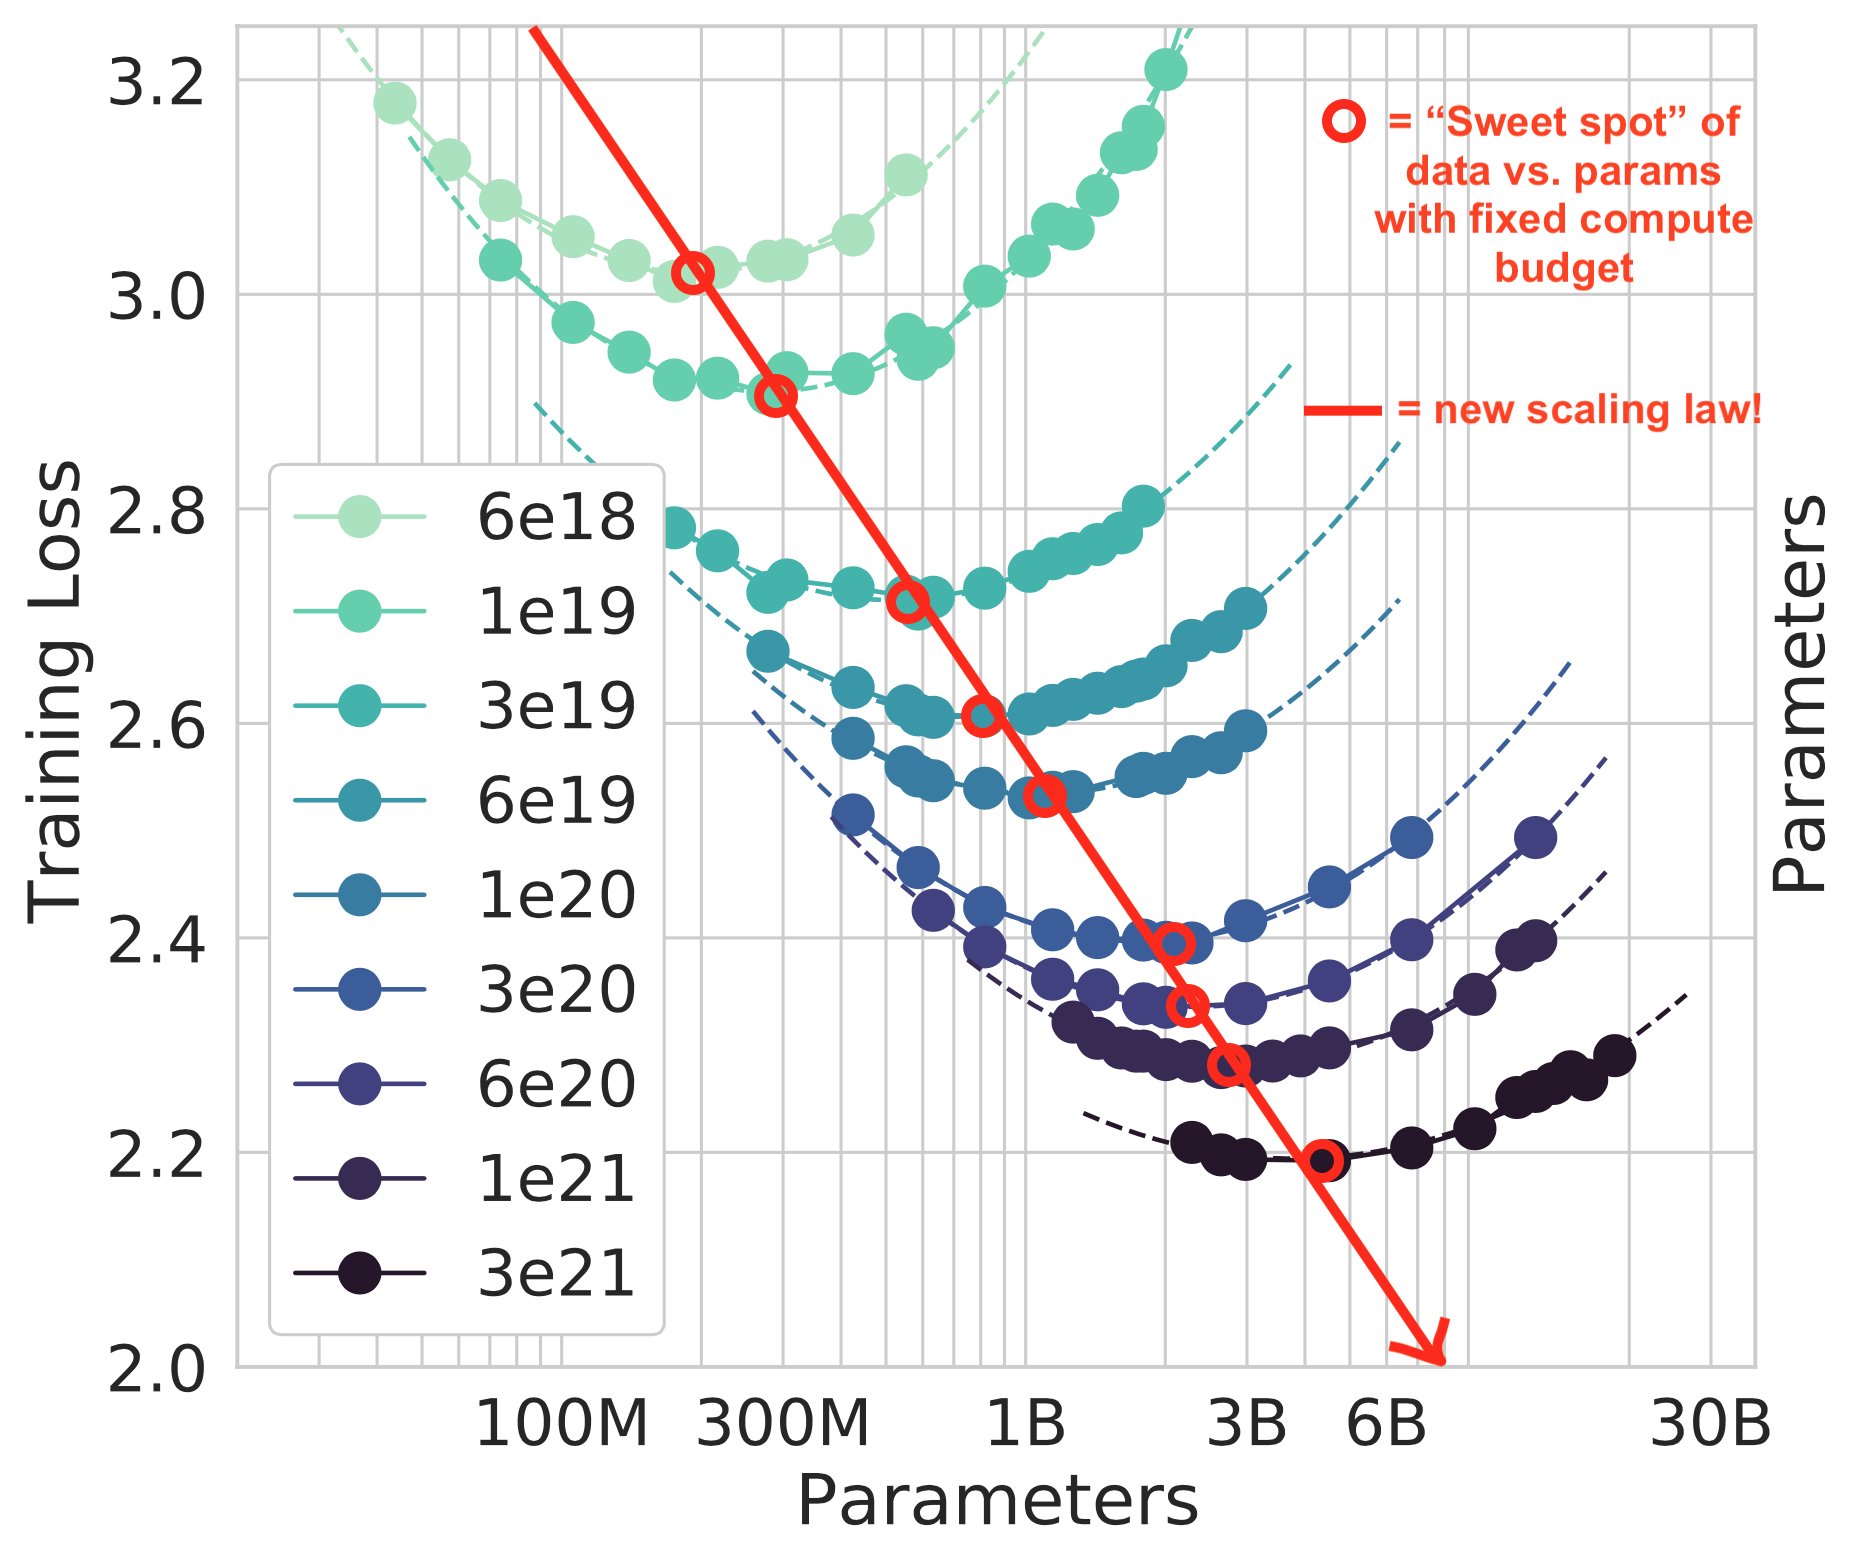 3.2
3.0
2.8
2.6
2.4
2.2
2.0
Training Loss
= “Sweet spot” of
data vs. params
with fixed compute
budget
= new scaling law!
6e18
1e19
3e19
6e19
1e20
3e20
6e20
1e21
3e21
100M 300M 1B 3B 6B 30B
Parameters
Parameters